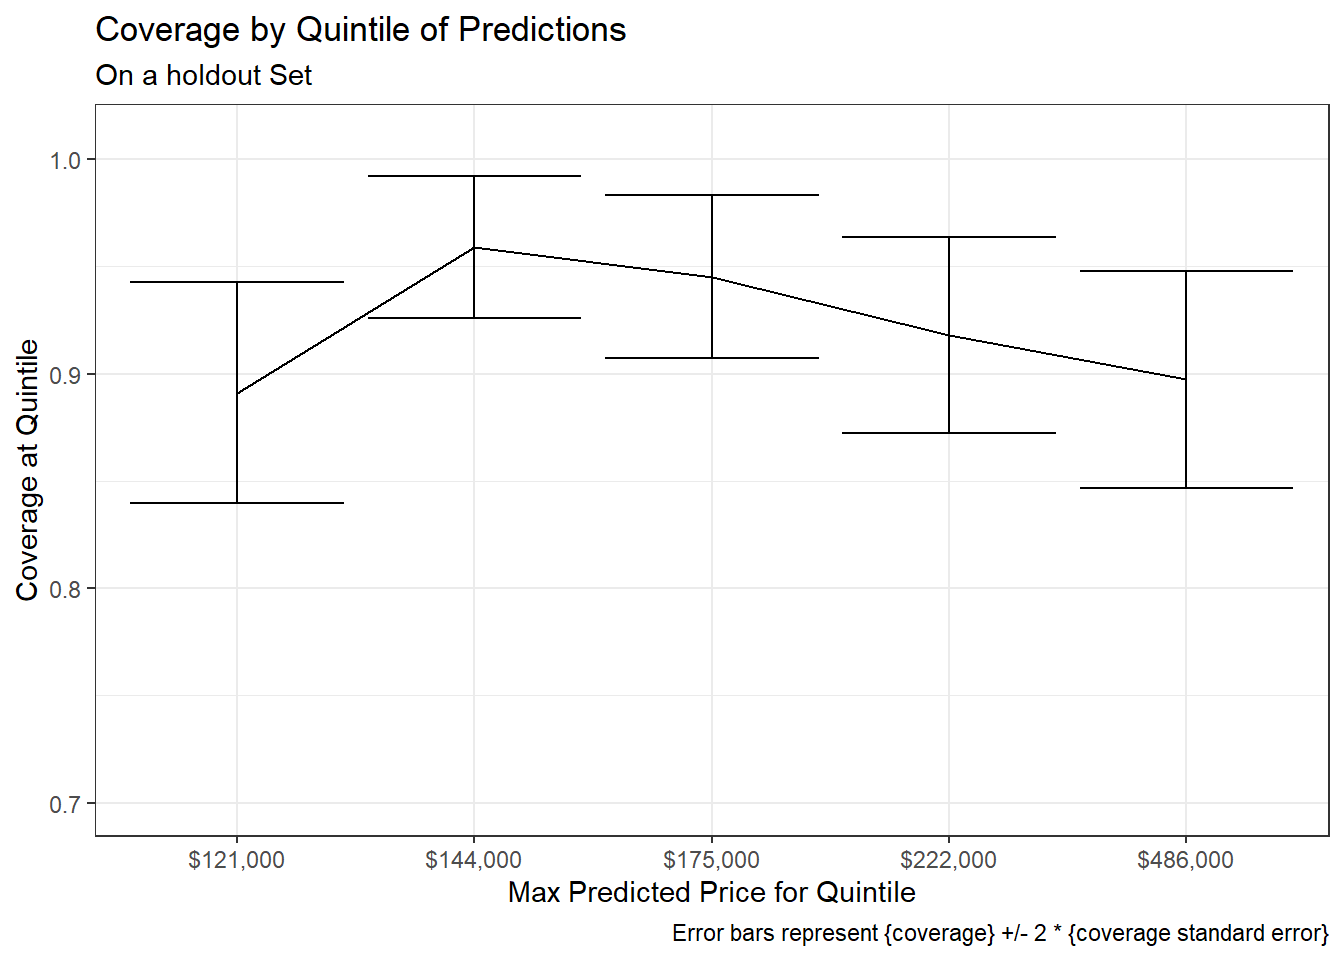 Coverage by Quintile of Predictions
On a holdout Set
Coverage at Quintile
1.0
0.9
0.8
0.7
$121,000 $144,000 $175,000 $222,000 $486,000
Max Predicted Price for Quintile
Error bars represent {coverage} +/- 2 * {coverage standard error}